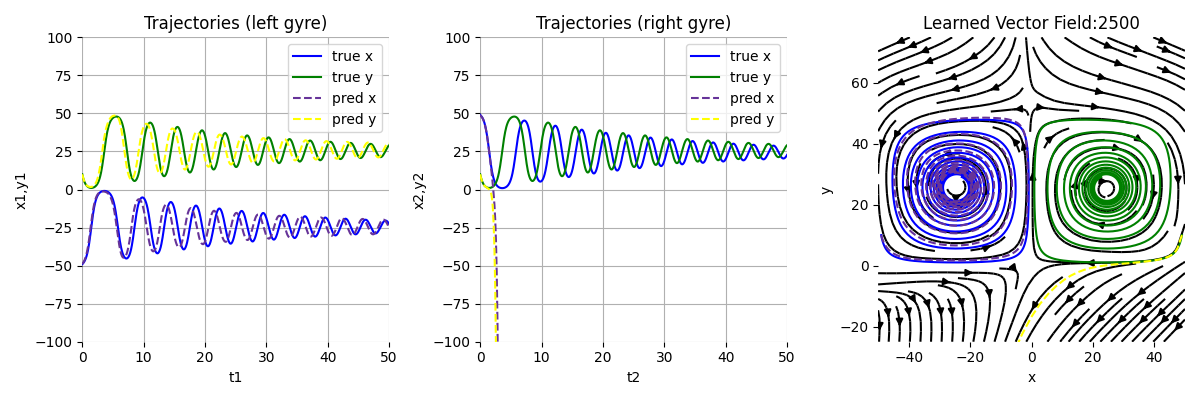 Trajectories (left gyre)
100
75
50
25
0
−25
−50
−75
−100
x1,y1
true x
true y
pred x
pred y
0 10 20 30 40 50
t1
Trajectories (right gyre)
100
75
50
25
0
−25
−50
−75
−100
x2,y2
true x
true y
pred x
pred y
0 10 20 30 40 50
t2
Learned Vector Field:2500
60
40
20
0
−20
y
−40 −20 0 20 40
x